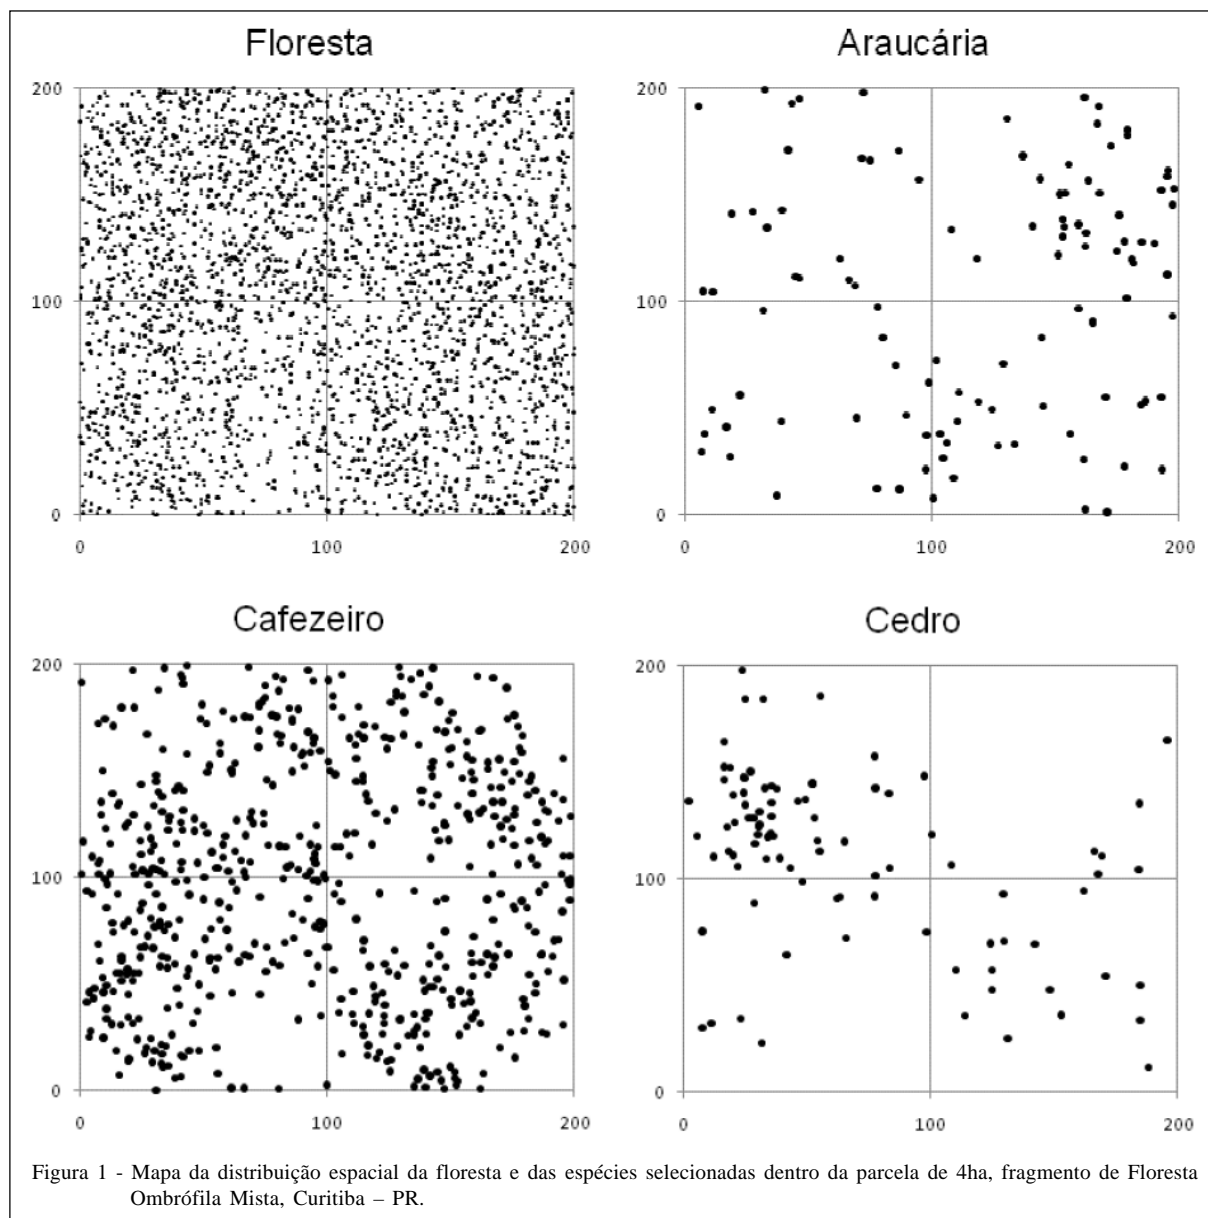 Floresta
Araucária
200
100
0
0 100 200
200
100
0
0 100 200
Cafezeiro
Cedro
200
100
0
0 100 200
200
100
0
0 100 200
Figura 1 - Mapa da distribuição espacial da floresta e das espécies selecionadas dentro da parcela de 4ha, fragmento de Floresta
Ombrófila Mista, Curitiba – PR.